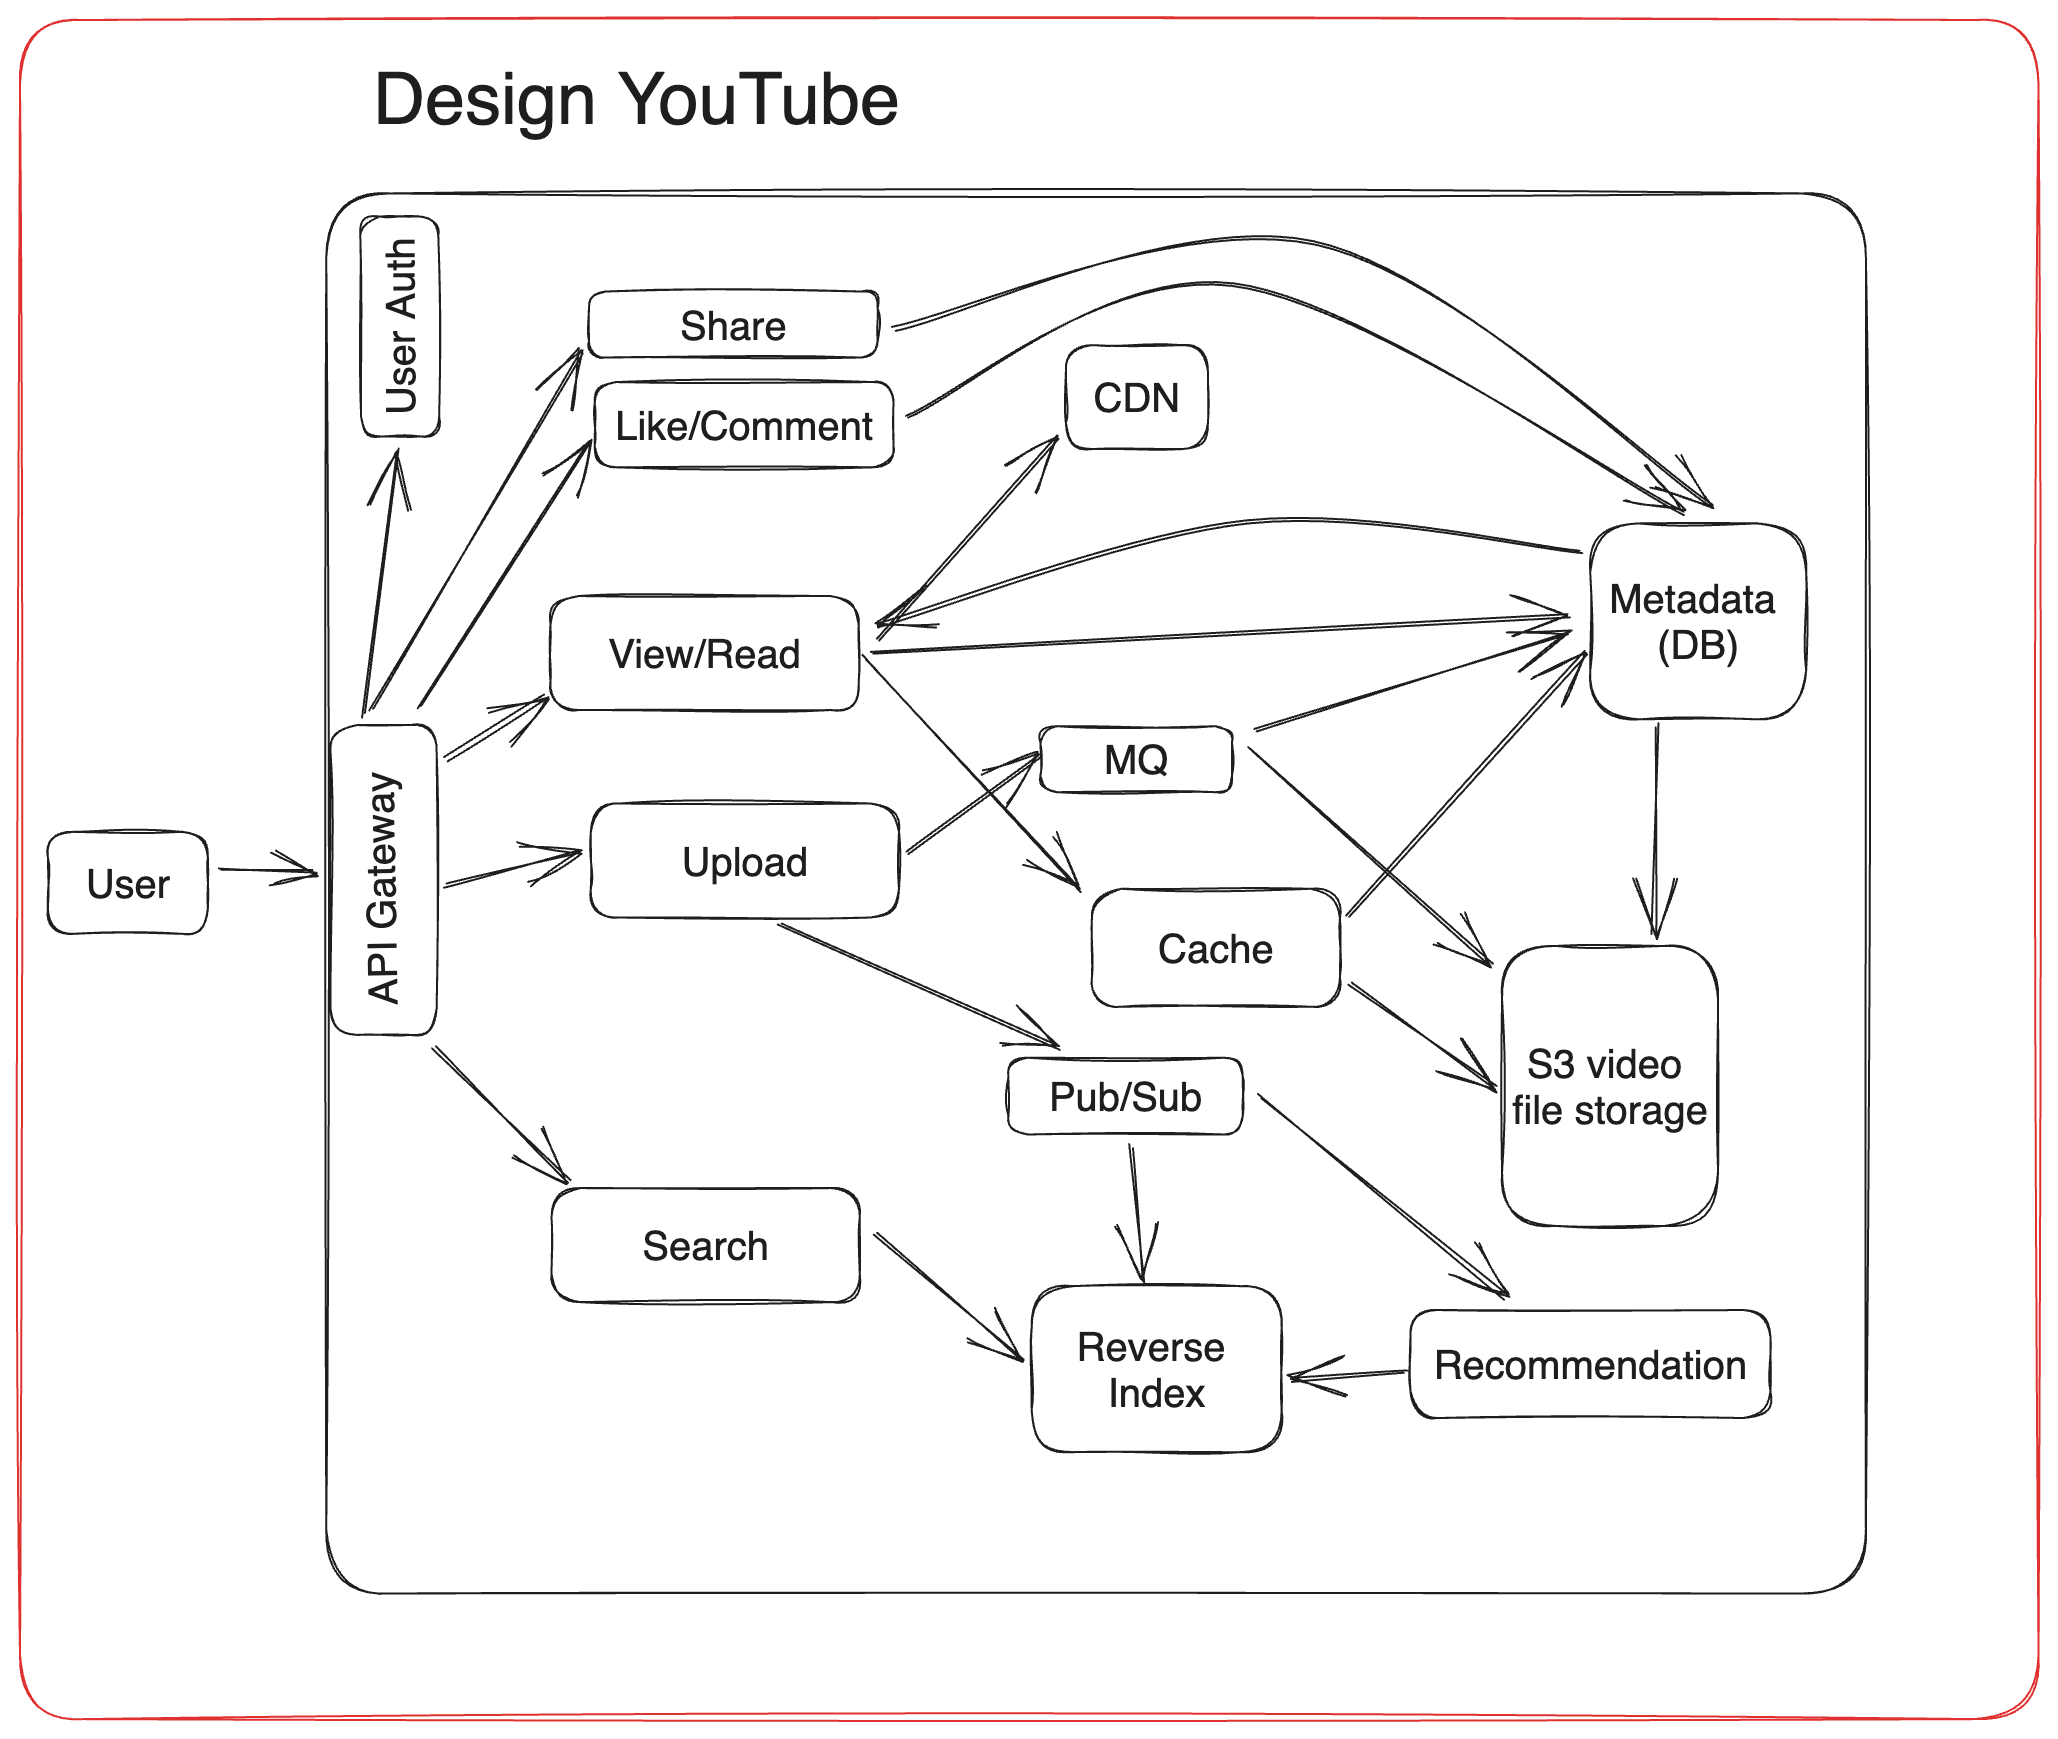 Design YouTube
User Auth
Share
Like/Comment
CDN
View/Read
Metadata
(DB)
MQ
User
API Gateway
Upload
Cache
S3 video
file storage
Pub/Sub
Search
Reverse
Index
Recommendation